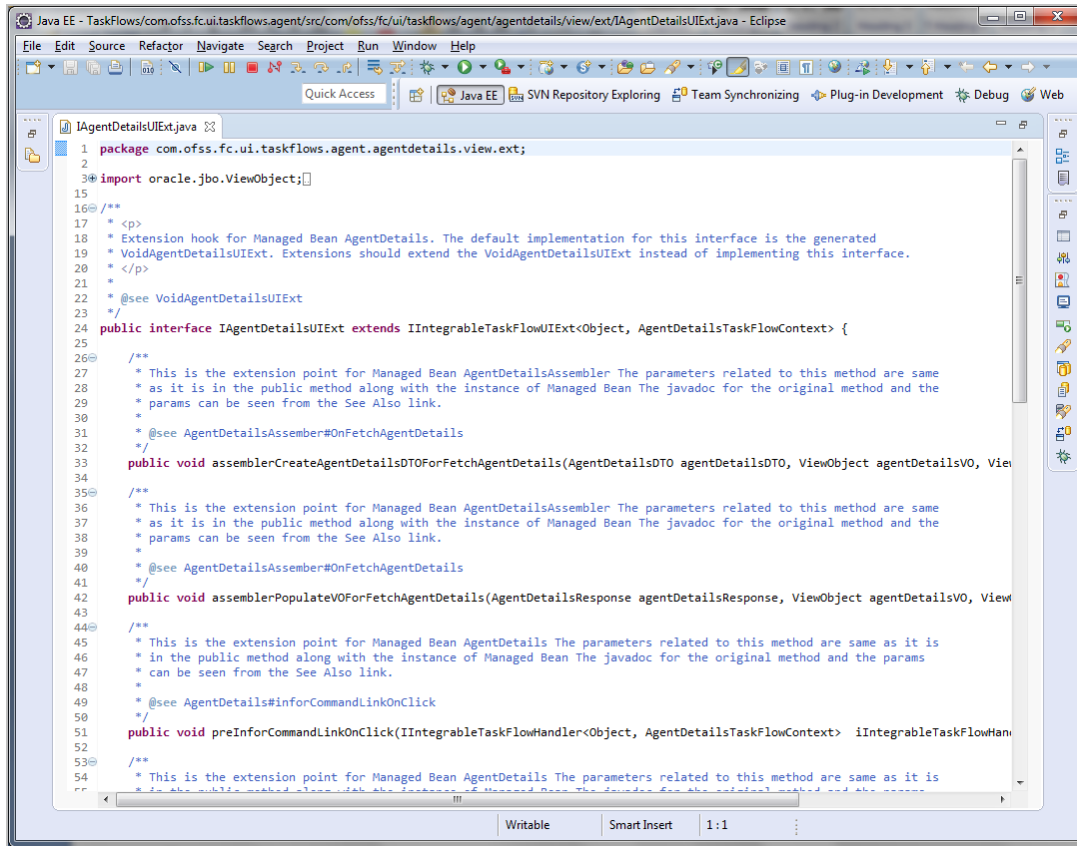 Java EE - TaskFlows/com.ofss.fc.ui.taskflows.agent/src/com/ofss/fc/ui/taskflows/agent/agentdetails/view/ext/IAgentDetailsUIExt.java - Eclipse
File Edit Source Refactor Navigate Search Project Run Window Help
Quick Access Java EE SVN Repository Exploring Team Synchronizing Plug-in Development Debug Web
IAgentDetailsUIExt.java
1 package com.ofss.fc.ui.taskflows.agent.agentdetails.view.ext;
2
3 import oracle.jbo.ViewObject;
15
16 /**
17 * <p>
18 * Extension hook for Managed Bean AgentDetails. The default implementation for this interface is the generated
19 * VoidAgentDetailsUIExt. Extensions should extend the VoidAgentDetailsUIExt instead of implementing this interface.
20 * </p>
21 *
22 * @see VoidAgentDetailsUIExt
23 */
24 public interface IAgentDetailsUIExt extends IIntegrableTaskFlowUIExt<Object, AgentDetailsTaskFlowContext> {
25
26 /**
27 * This is the extension point for Managed Bean AgentDetailsAssembler The parameters related to this method are same
28 * as it is in the public method along with the instance of Managed Bean The javadoc for the original method and the
29 * params can be seen from the See Also link.
30 *
31 * @see AgentDetailsAssember#OnFetchAgentDetails
32 */
33 public void assemblerCreateAgentDetailsDTOForFetchAgentDetails(AgentDetailsDTO agentDetailsDTO, ViewObject agentDetailsVO, Vie
34
35 /**
36 * This is the extension point for Managed Bean AgentDetailsAssembler The parameters related to this method are same
37 * as it is in the public method along with the instance of Managed Bean The javadoc for the original method and the
38 * params can be seen from the See Also link.
39 *
40 * @see AgentDetailsAssember#OnFetchAgentDetails
41 */
42 public void assemblerPopulateVOForFetchAgentDetails(AgentDetailsResponse agentDetailsResponse, ViewObject agentDetailsVO, View
43
44 /**
45 * This is the extension point for Managed Bean AgentDetails The parameters related to this method are same as it is
46 * in the public method along with the instance of Managed Bean The javadoc for the original method and the params
47 * can be seen from the See Also link.
48 *
49 * @see AgentDetails#inforCommandLinkOnClick
50 */
51 public void preInforCommandLinkOnClick(IIntegrableTaskFlowHandler<Object, AgentDetailsTaskFlowContext> iIntegrableTaskFlowHan
52
53 /**
54 * This is the extension point for Managed Bean AgentDetails The parameters related to this method are same as it is
Writable Smart Insert 1 : 1